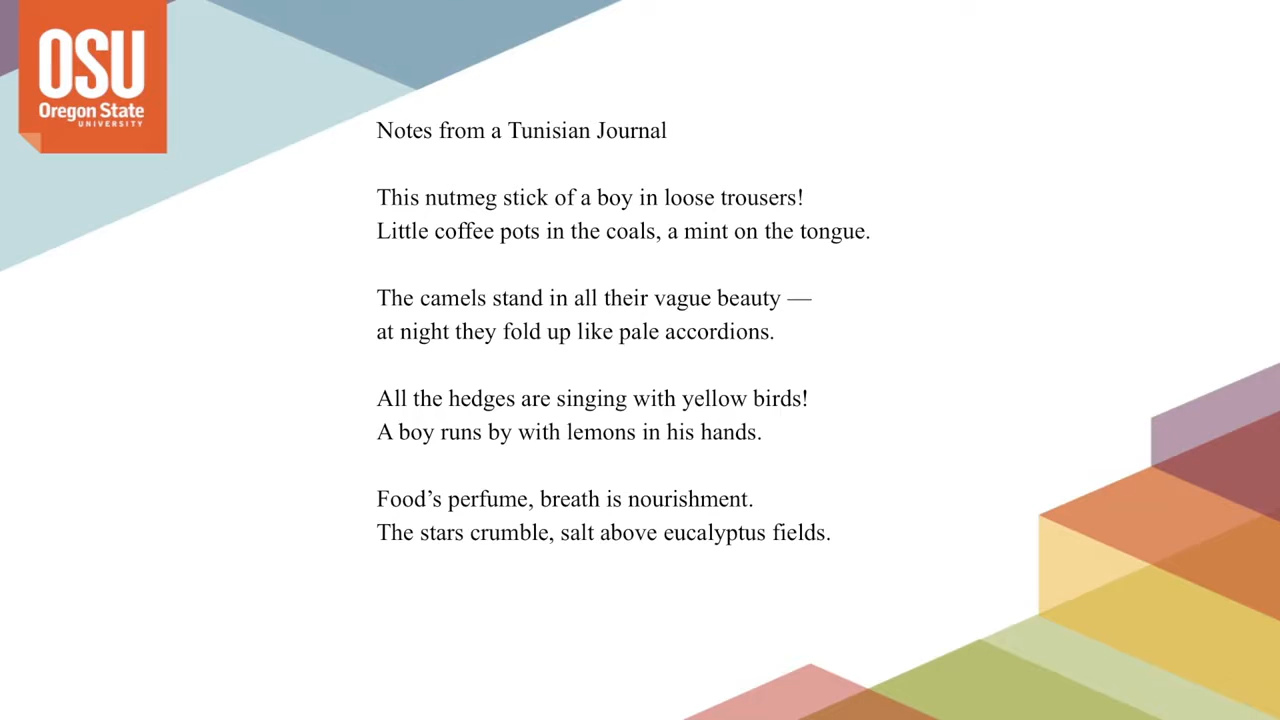 OSU
Oregon State
UNIVERSITY
Notes from a Tunisian Journal
This nutmeg stick of a boy in loose trousers!
Little coffee pots in the coals, a mint on the tongue.
The camels stand in all their vague beauty —
at night they fold up like pale accordions.
All the hedges are singing with yellow birds!
A boy runs by with lemons in his hands.
Food’s perfume, breath is nourishment.
The stars crumble, salt above eucalyptus fields.